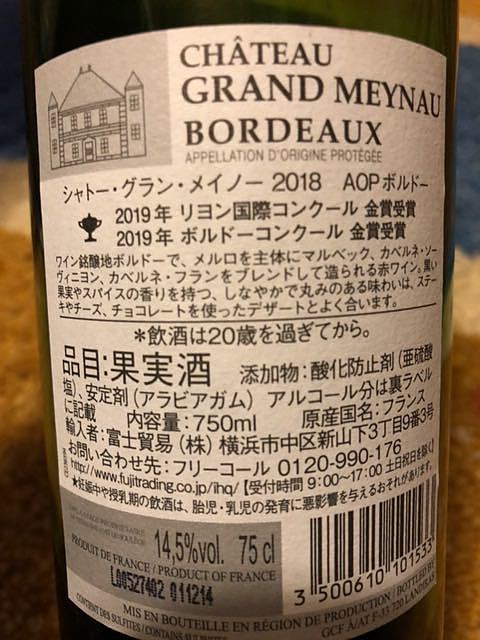 CHÂTEAU
GRAND MEYNAU
BORDEAUX
APPELLATION D'ORIGINE PROTÉGÉE
シャトー・グラン・メイノー 2018 AOPボルドー
2019年 リヨン国際コンクール 金賞受賞
2019年 ボルドーコンクール 金賞受賞
ワイン銘醸地ボルドーで、メルロを主体にマルベック、カベルネ・ソー
ヴィニヨン、カベルネ・フランをブレンドして造られる赤ワイン。黒い
果実やスパイスの香りを持つ、しなやかで丸みのある味わいは、ステー
キやチーズ、チョコレートを使ったデザートとよく合います。
*飲酒は20歳を過ぎてから。
品目:果実酒 添加物:酸化防止剤(亜硫酸
塩)、安定剤(アラビアガム) アルコール分は裏ラベル
に記載 内容量:750ml 原産国名:フランス
輸入者:富士貿易(株)横浜市中区新山下3丁目9番3号
お問い合わせ先:フリーコール 0120-990-176
http://www.fujitrading.co.jp/ihq/【受付時間 9:00〜17:00 土日祝日を除く】
★妊娠中や授乳期の飲酒は、胎児・乳児の発育に悪影響を与えるおそれがあります。
PRODUIT DE FRANCE / PRODUCT OF FRANCE
14,5%vol. 75 cl
L00527402 011214
3 500610 101533
CONTIENT DES SULFITES / CONTAINS SULFITES
MIS EN BOUTEILLE EN RÉGION DE PRODUCTION / BOTTLED
GCF À/AT F-33 720 LANDIRAS